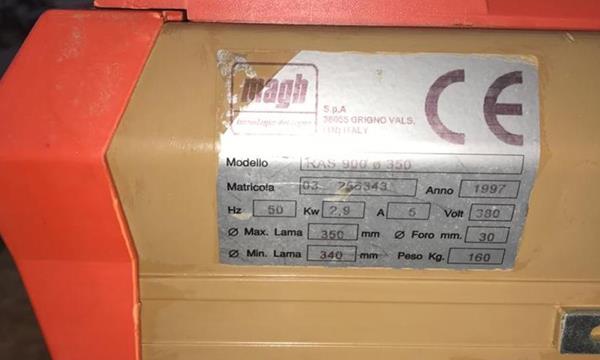 magh
S.p.A
38055 GRIGNO VALS.
(TN) ITALY
CE
Modello RAS 900 ø 350
Matricola 03 Anno 1997
Hz 50 Kw 2,9 A 5 Volt 380
Ø Max. Lama 350 mm Ø Foro mm. 30
Ø Min. Lama 340 mm Peso Kg. 160